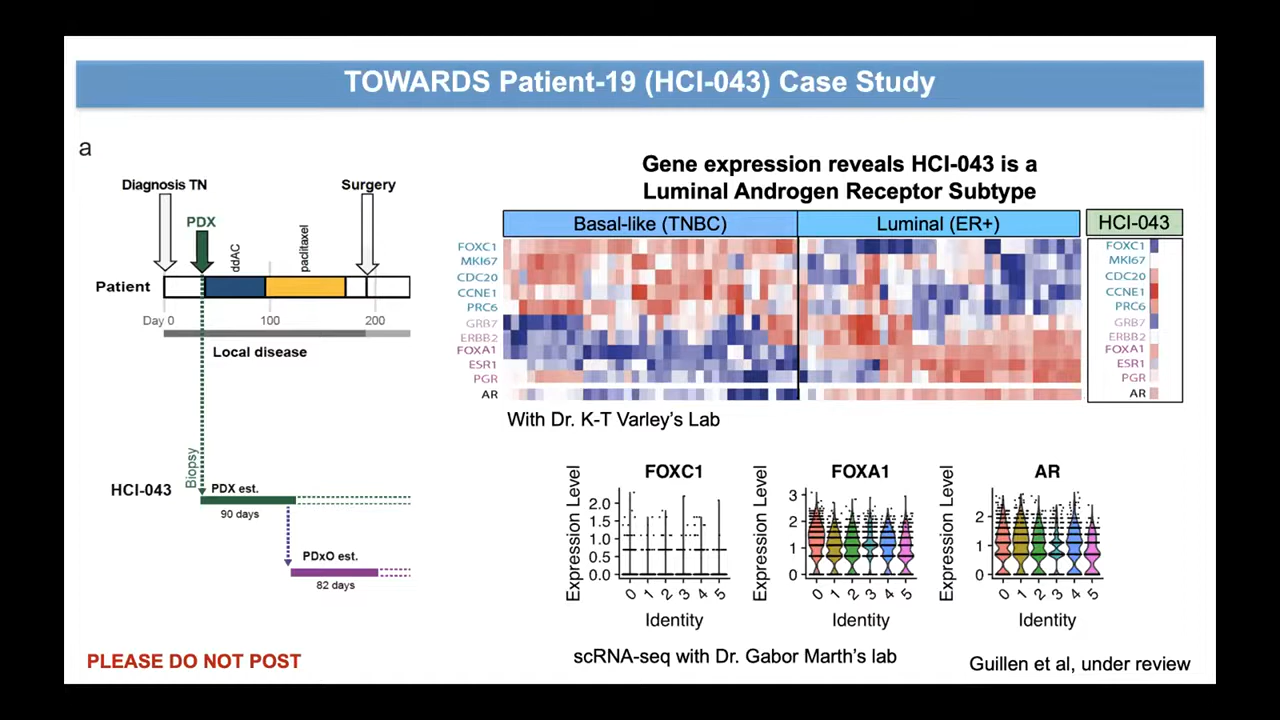 TOWARDS Patient-19 (HCI-043) Case Study
a
Diagnosis TN
Surgery
PDX
ddAC
paclitaxel
Patient
Day 0
100
200
Local disease
Biopsy
HCI-043
PDX est.
90 days
PDxO est.
82 days
Gene expression reveals HCI-043 is a
Luminal Androgen Receptor Subtype
Basal-like (TNBC)
Luminal (ER+)
HCI-043
FOXC1
MKI67
CDC20
CCNE1
PRC6
GRB7
ERBB2
FOXA1
ESR1
PGR
AR
FOXC1
MKI67
CDC20
CCNE1
PRC6
GRB7
ERBB2
FOXA1
ESR1
PGR
AR
With Dr. K-T Varley's Lab
FOXC1
Expression Level
2.0
1.5
1.0
0.5
0.0
0 1 2 3 4 5
Identity
FOXA1
Expression Level
3
2
1
0
0 1 2 3 4 5
Identity
AR
Expression Level
2
1
0
0 1 2 3 4 5
Identity
scRNA-seq with Dr. Gabor Marth's lab
PLEASE DO NOT POST
Guillen et al, under review